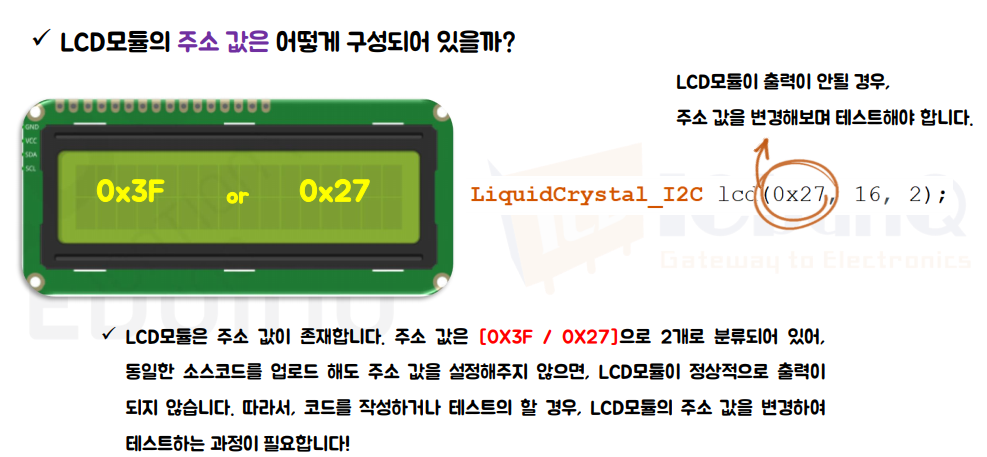 ✓ LCD모듈의 주소 값은 어떻게 구성되어 있을까?
LCD모듈이 출력이 안될 경우,
주소 값을 변경해보며 테스트해야 합니다.
GND
VCC
SDA
SCL
0x3F or 0x27
LiquidCrystal_I2C lcd(0x27, 16, 2);
Gateway to Electronics
✓ LCD모듈은 주소 값이 존재합니다. 주소 값은 [0X3F / 0X27]으로 2개로 분류되어 있어,
동일한 소스코드를 업로드 해도 주소 값을 설정해주지 않으면, LCD모듈이 정상적으로 출력이
되지 않습니다. 따라서, 코드를 작성하거나 테스트의 할 경우, LCD모듈의 주소 값을 변경하여
테스트하는 과정이 필요합니다!